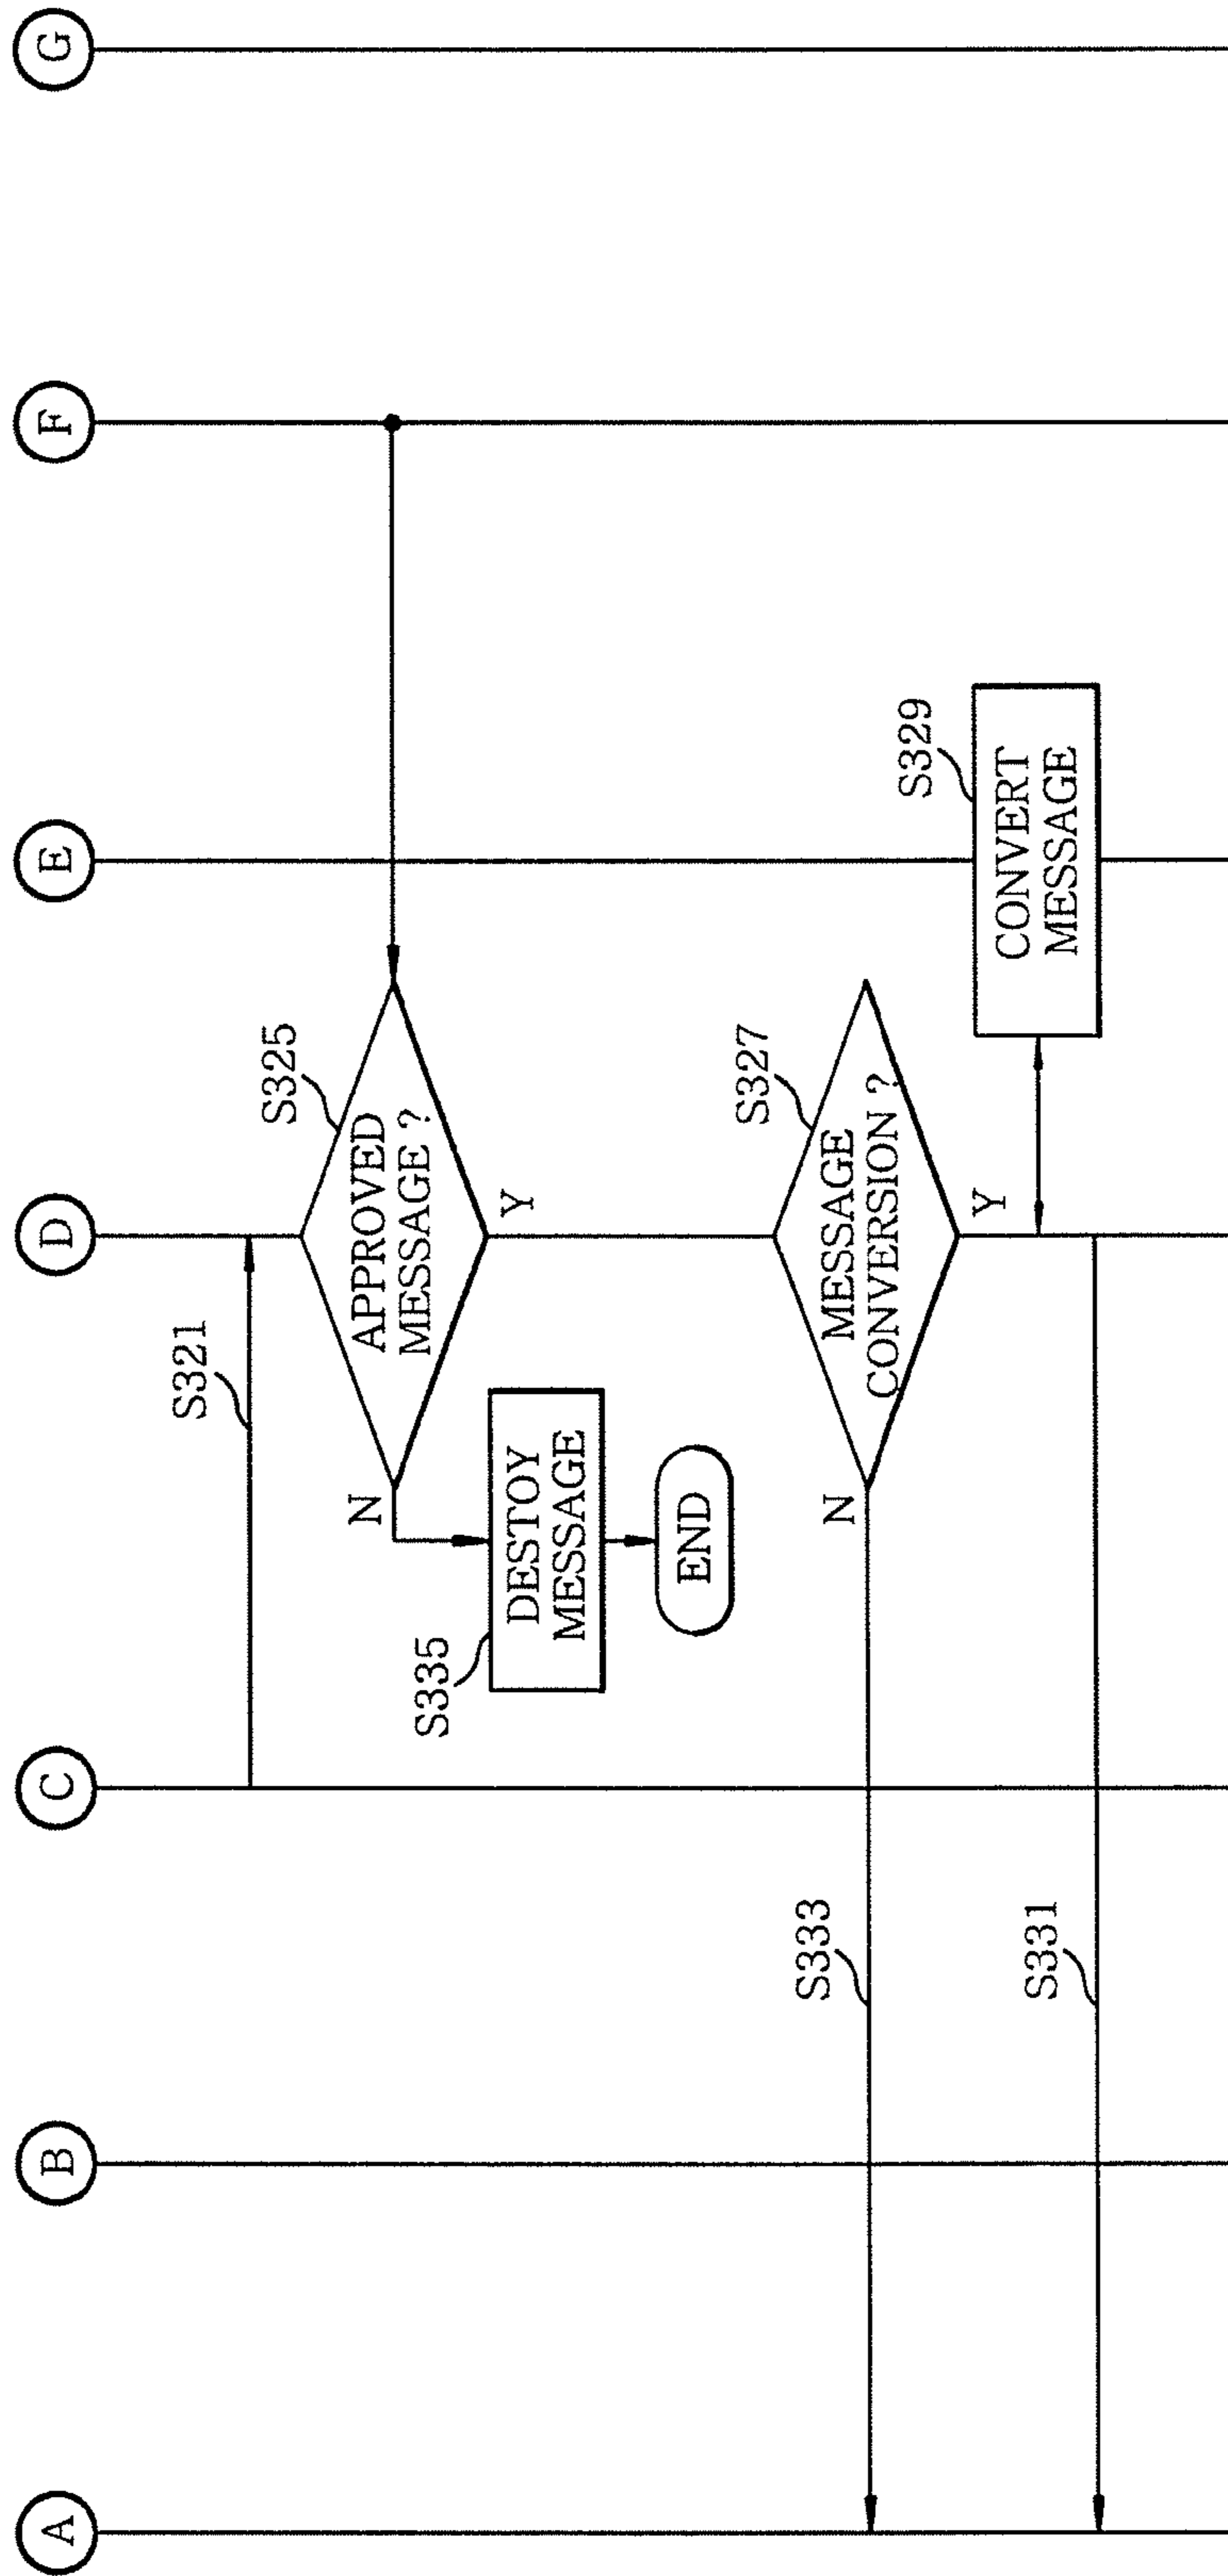 A
B
C
D
E
F
G
S321
S325
APPROVED
MESSAGE ?
N
Y
S335
DESTOY
MESSAGE
END
S327
MESSAGE
CONVERSION ?
N
Y
S333
S329
CONVERT
MESSAGE
S331